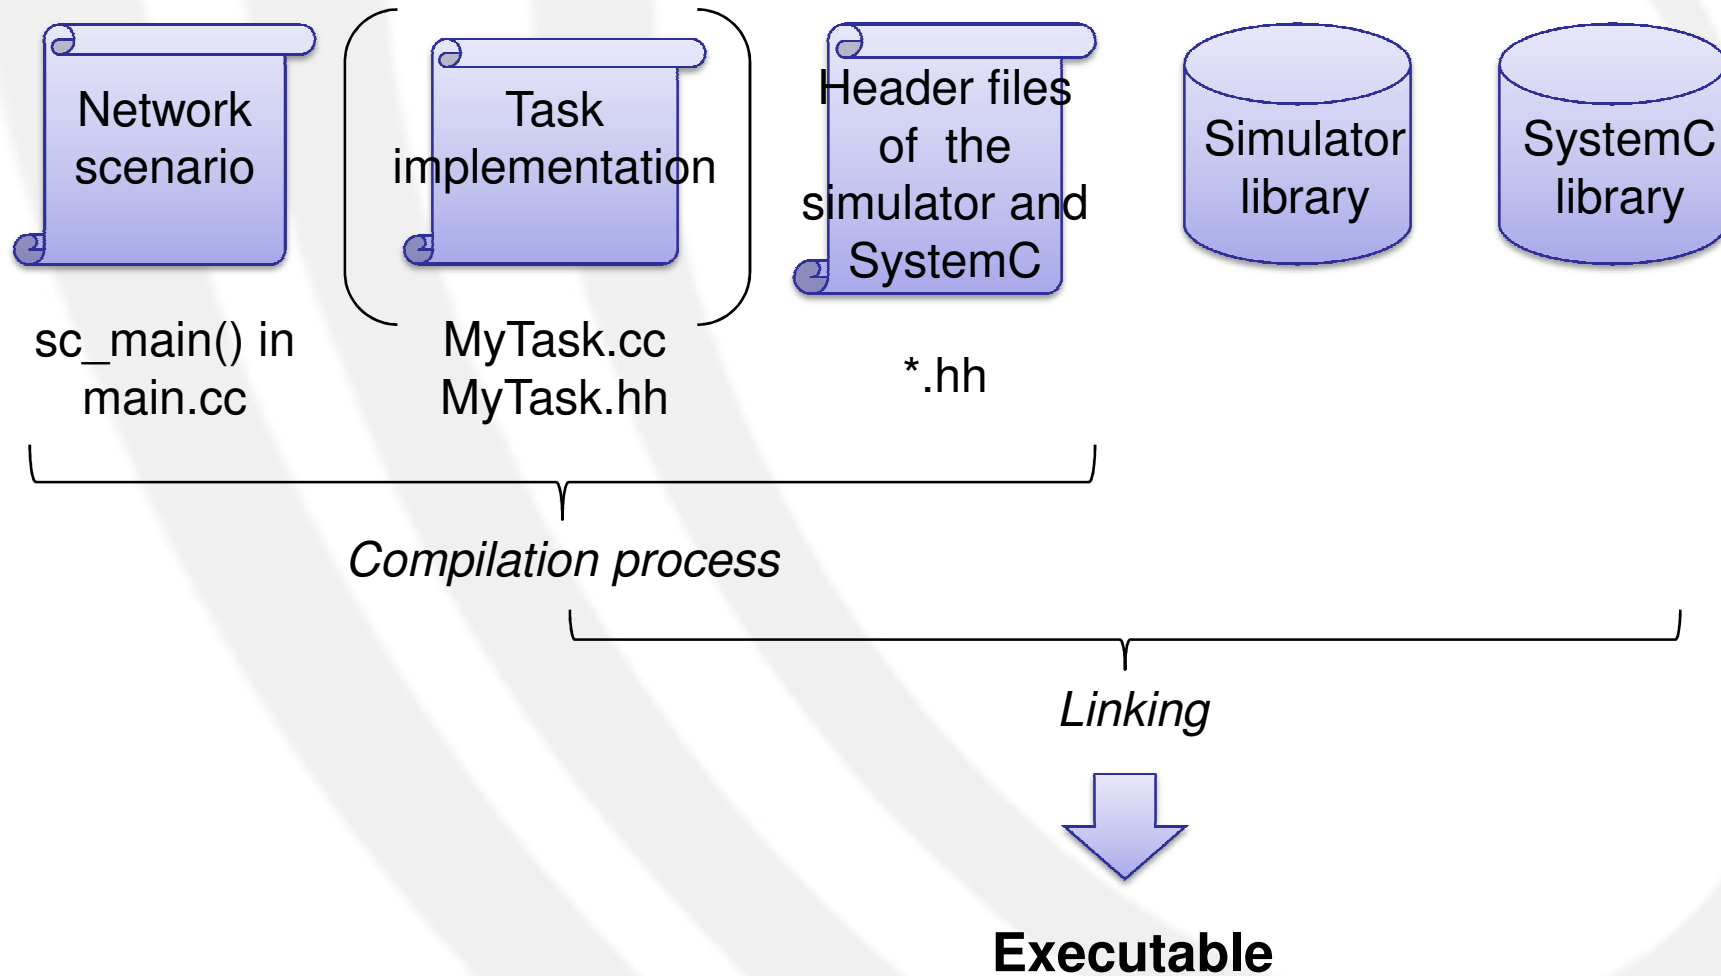 Network
scenario
Task
implementation
Header files
of the
simulator and
SystemC
Simulator
library
SystemC
library
sc_main() in
main.cc
MyTask.cc
MyTask.hh
*.hh
Compilation process
Linking
Executable